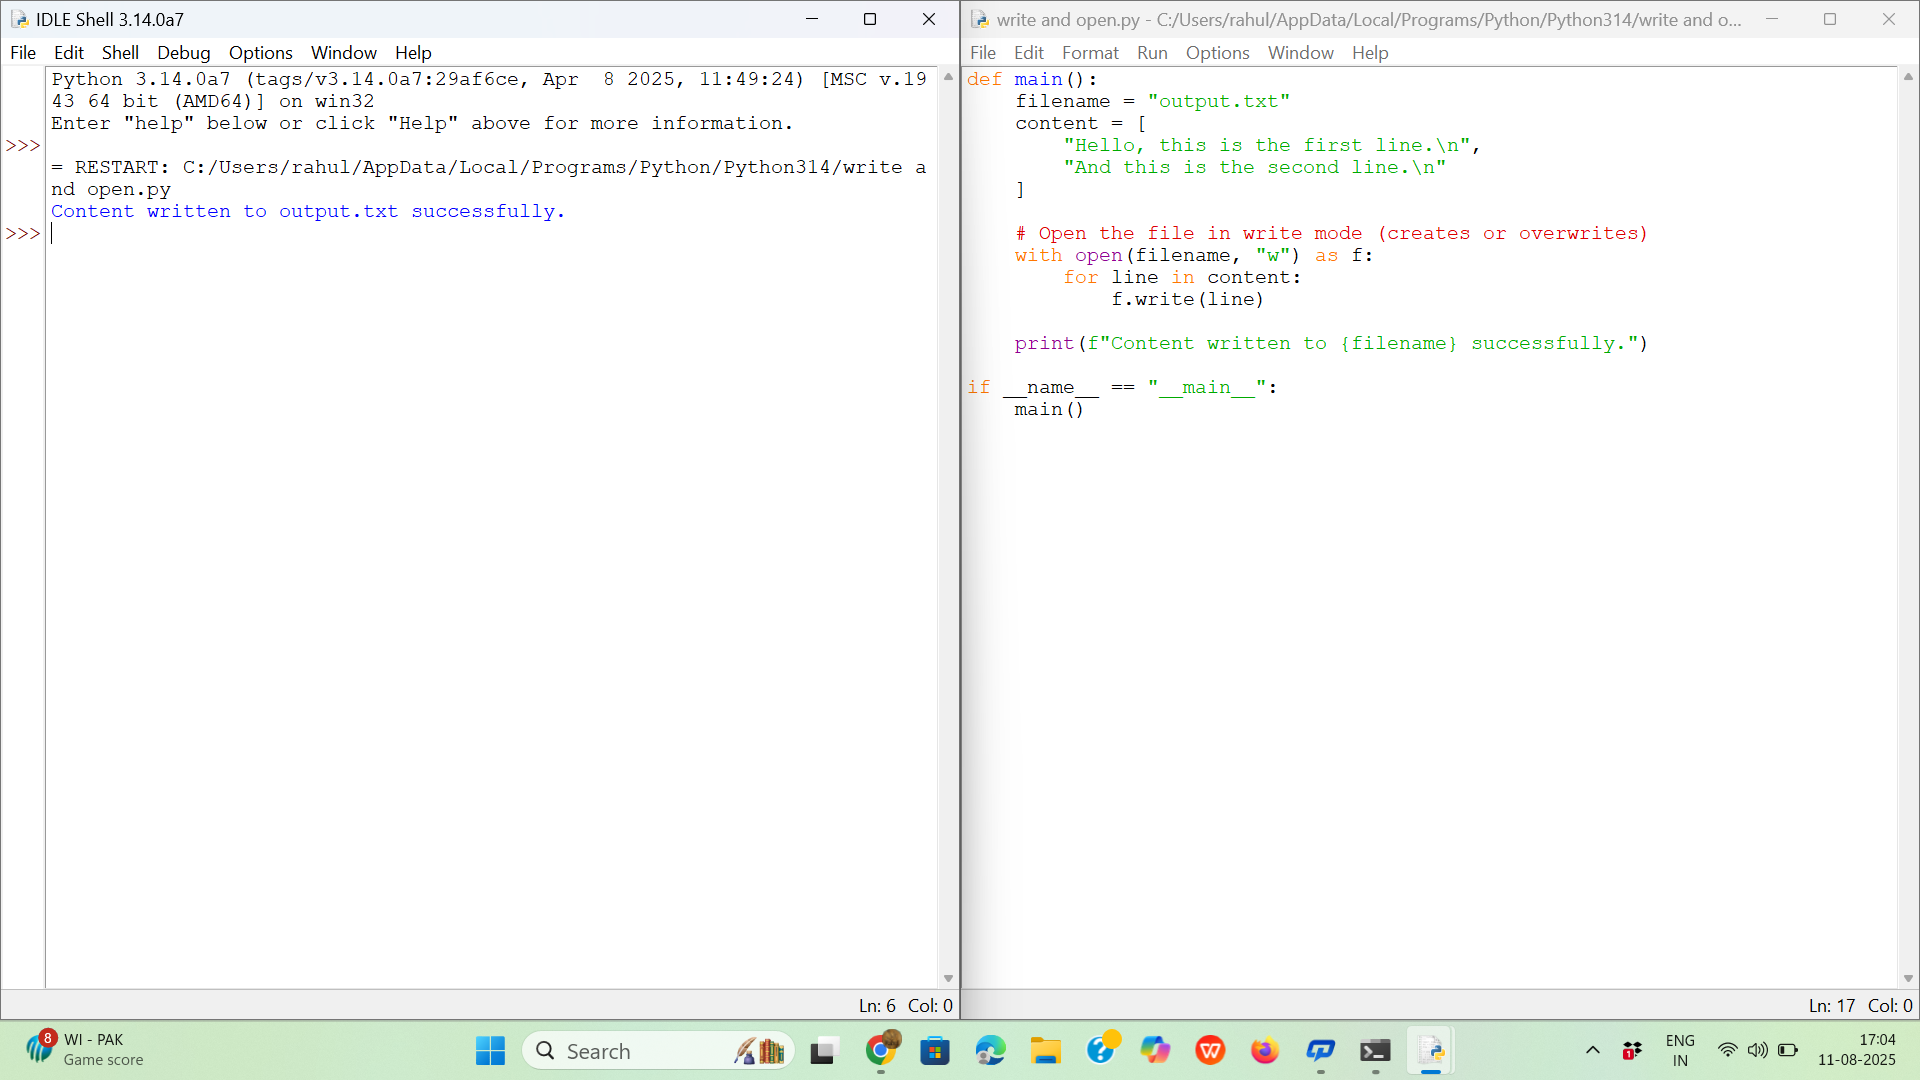 IDLE Shell 3.14.0a7
File Edit Shell Debug Options Window Help
Python 3.14.0a7 (tags/v3.14.0a7:29af6ce, Apr  8 2025, 11:49:24) [MSC v.19
43 64 bit (AMD64)] on win32
Enter "help" below or click "Help" above for more information.
>>>
= RESTART: C:/Users/rahul/AppData/Local/Programs/Python/Python314/write a
nd open.py
Content written to output.txt successfully.
>>>
Ln: 6 Col: 0
write and open.py - C:/Users/rahul/AppData/Local/Programs/Python/Python314/write and o...
File Edit Format Run Options Window Help
def main():
    filename = "output.txt"
    content = [
        "Hello, this is the first line.\n",
        "And this is the second line.\n"
    ]
    # Open the file in write mode (creates or overwrites)
    with open(filename, "w") as f:
        for line in content:
            f.write(line)
    print(f"Content written to {filename} successfully.")
if __name__ == "__main__":
    main()
Ln: 17 Col: 0
8
WI - PAK
Game score
Search
1
ENG
IN
17:04
11-08-2025